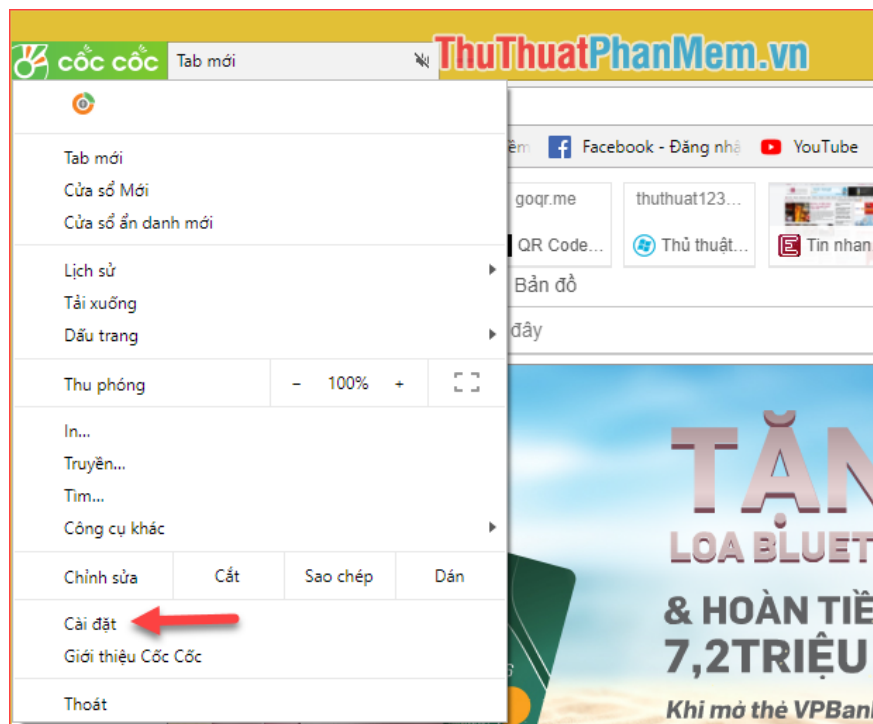 cốc cốc Tab mới ThuThuatPhanMem.vn
Tab mới
Cửa sổ Mới
Cửa sổ ẩn danh mới
Lịch sử
Tải xuống
Dấu trang
Thu phóng - 100% +
In...
Truyền...
Tìm...
Công cụ khác
Chỉnh sửa Cắt Sao chép Dán
Cài đặt
Giới thiệu Cốc Cốc
Thoát
Facebook - Đăng nhậ YouTube
goqr.me thuthuat123...
QR Code... Thủ thuật... Tin nhan
Bản đồ
đây
TĂN
LOA BLUET
& HOÀN TIỀ
7,2TRIỆU
Khi mở thẻ VPBan